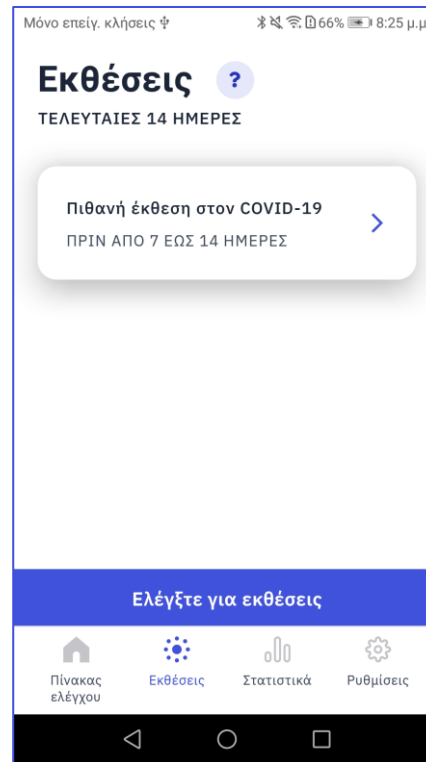 Μόνο επείγ. κλήσεις 66% 8:25 μ.μ
Εκθέσεις ?
ΤΕΛΕΥΤΑΙΕΣ 14 ΗΜΕΡΕΣ
Πιθανή έκθεση στον COVID-19
ΠΡΙΝ ΑΠΟ 7 ΕΩΣ 14 ΗΜΕΡΕΣ
Ελέγξτε για εκθέσεις
Πίνακας ελέγχου Εκθέσεις Στατιστικά Ρυθμίσεις